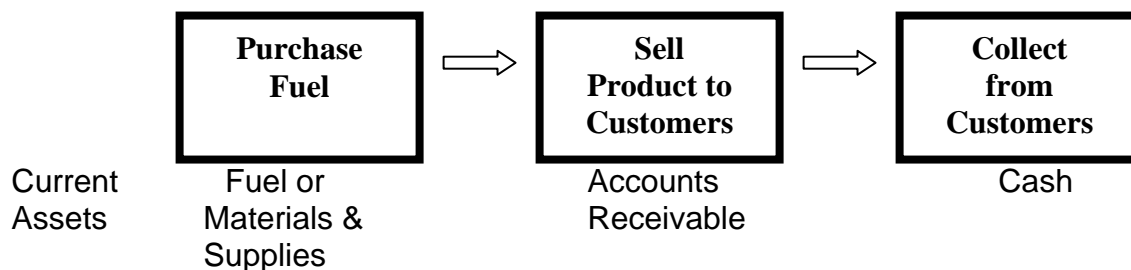 Purchase
Fuel
Sell
Product to
Customers
Collect
from
Customers
Current
Assets
Fuel or
Materials &
Supplies
Accounts
Receivable
Cash